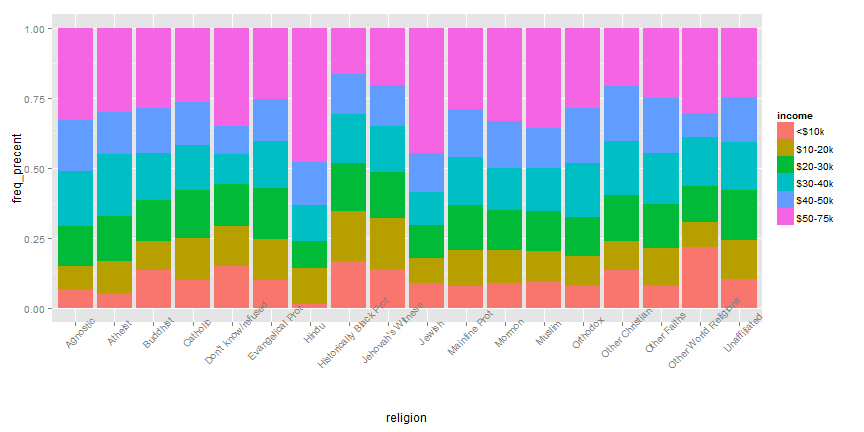 1.00
0.75
0.50
0.25
0.00
freq_precent
Agnostic
Atheist
Buddhist
Catholic
Don't know/refused
Evangelical Prot
Hindu
Historically Black Prot
Jehovah's Witness
Jewish
Mainline Prot
Mormon
Muslim
Orthodox
Other Christian
Other Faiths
Other World Religions
Unaffiliated
religion
income
<$10k
$10-20k
$20-30k
$30-40k
$40-50k
$50-75k